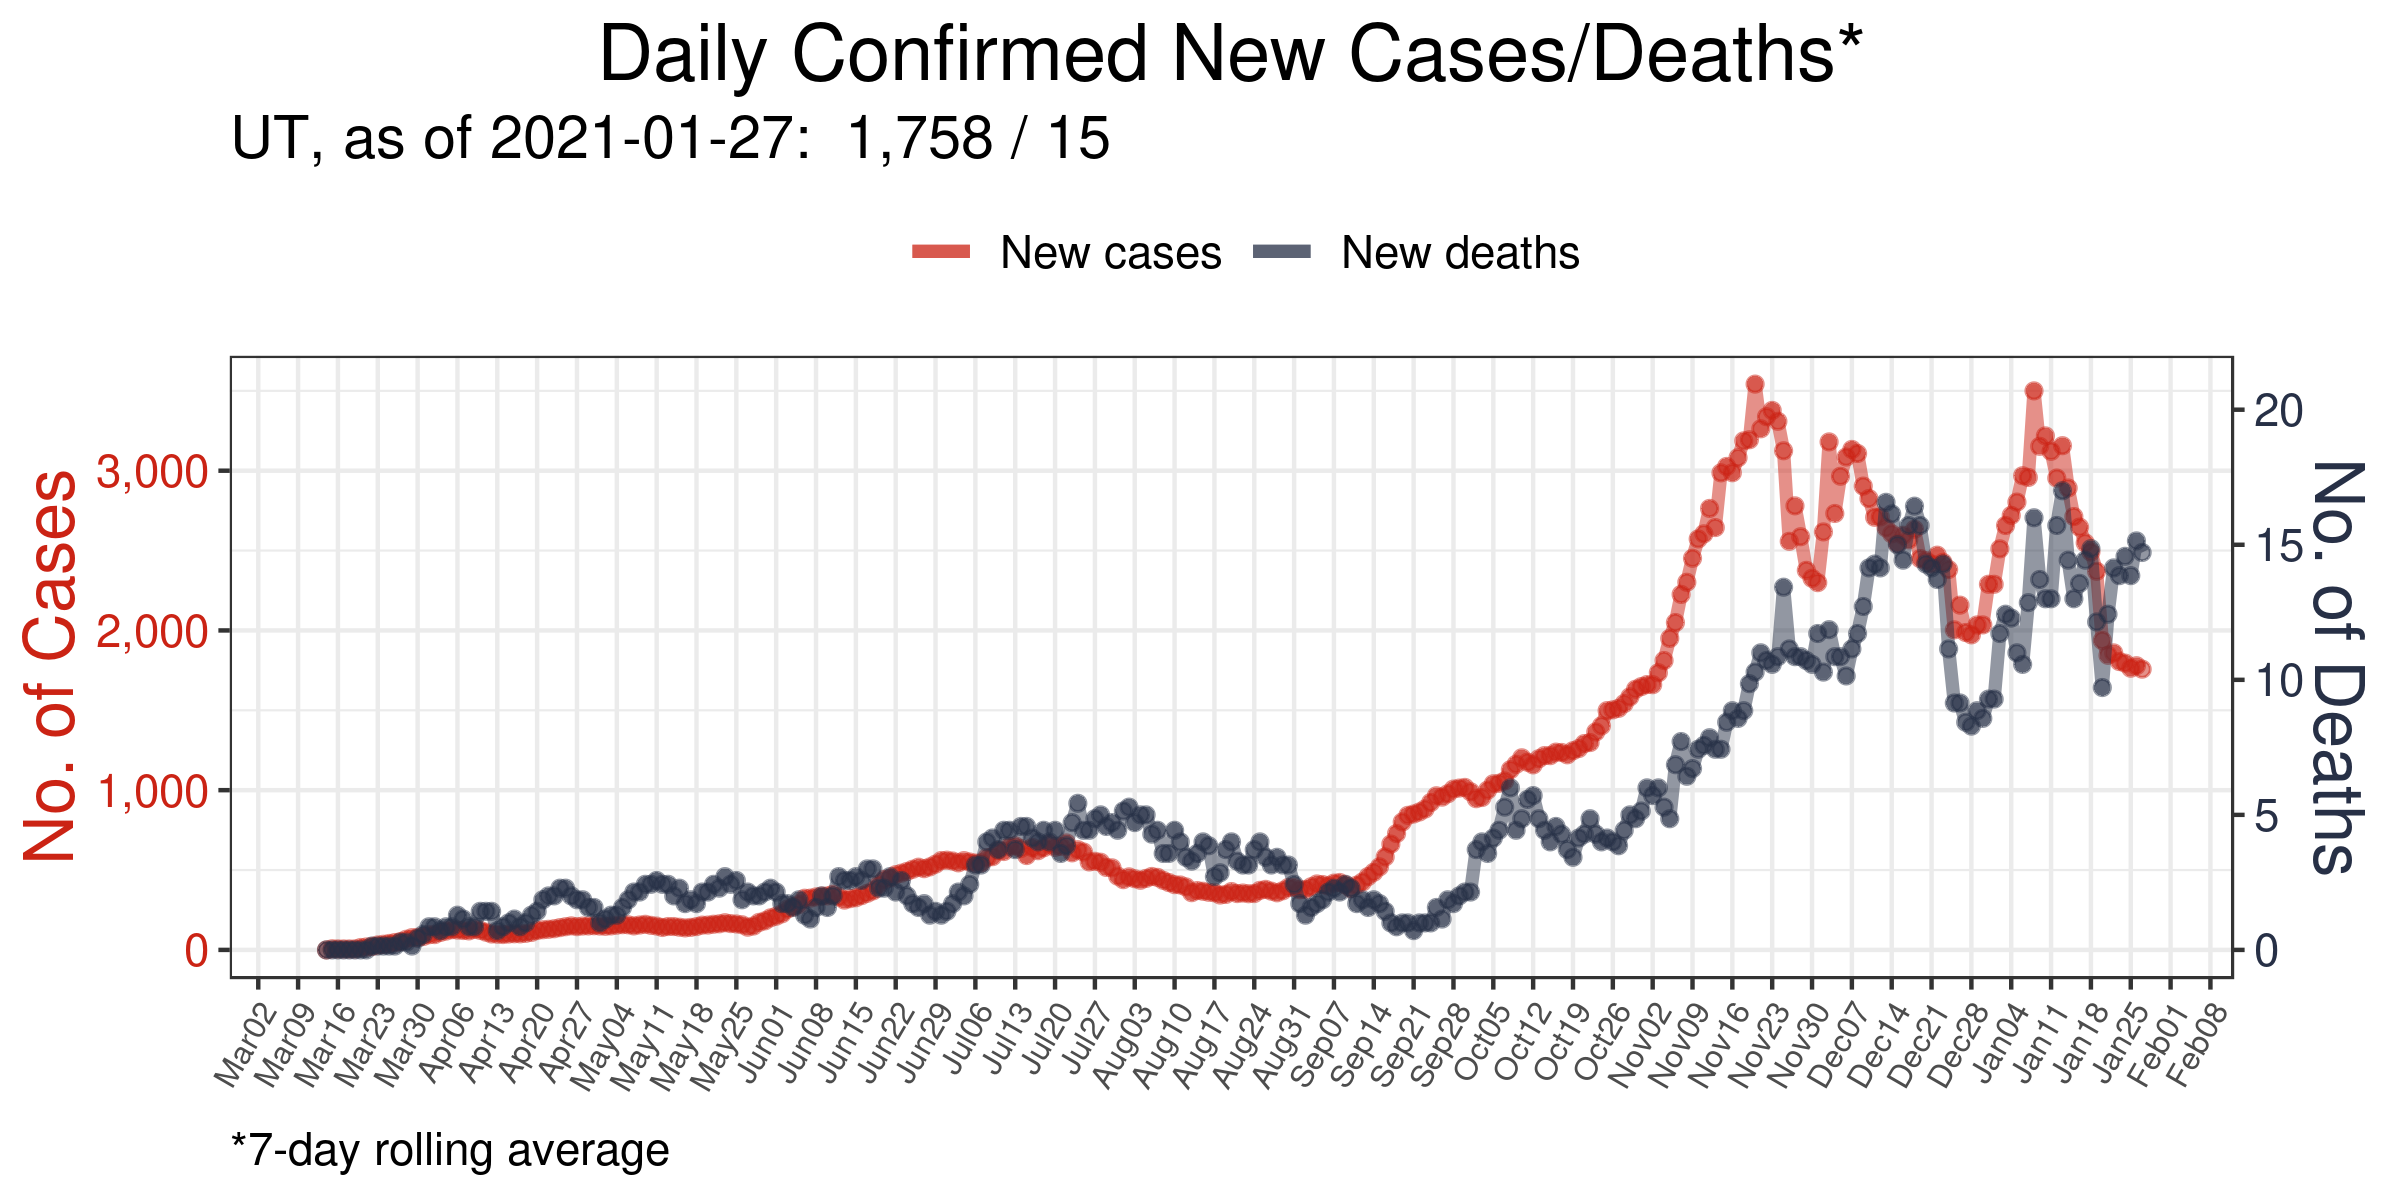 Daily Confirmed New Cases/Deaths*
UT, as of 2021-01-27:  1,758 / 15
New cases
New deaths
No. of Cases
3,000
2,000
1,000
0
20
15
10
5
0
No. of Deaths
Mar02
Mar09
Mar16
Mar23
Mar30
Apr06
Apr13
Apr20
Apr27
May04
May11
May18
May25
Jun01
Jun08
Jun15
Jun22
Jun29
Jul06
Jul13
Jul20
Jul27
Aug03
Aug10
Aug17
Aug24
Aug31
Sep07
Sep14
Sep21
Sep28
Oct05
Oct12
Oct19
Oct26
Nov02
Nov09
Nov16
Nov23
Nov30
Dec07
Dec14
Dec21
Dec28
Jan04
Jan11
Jan18
Jan25
Feb01
Feb08
*7-day rolling average